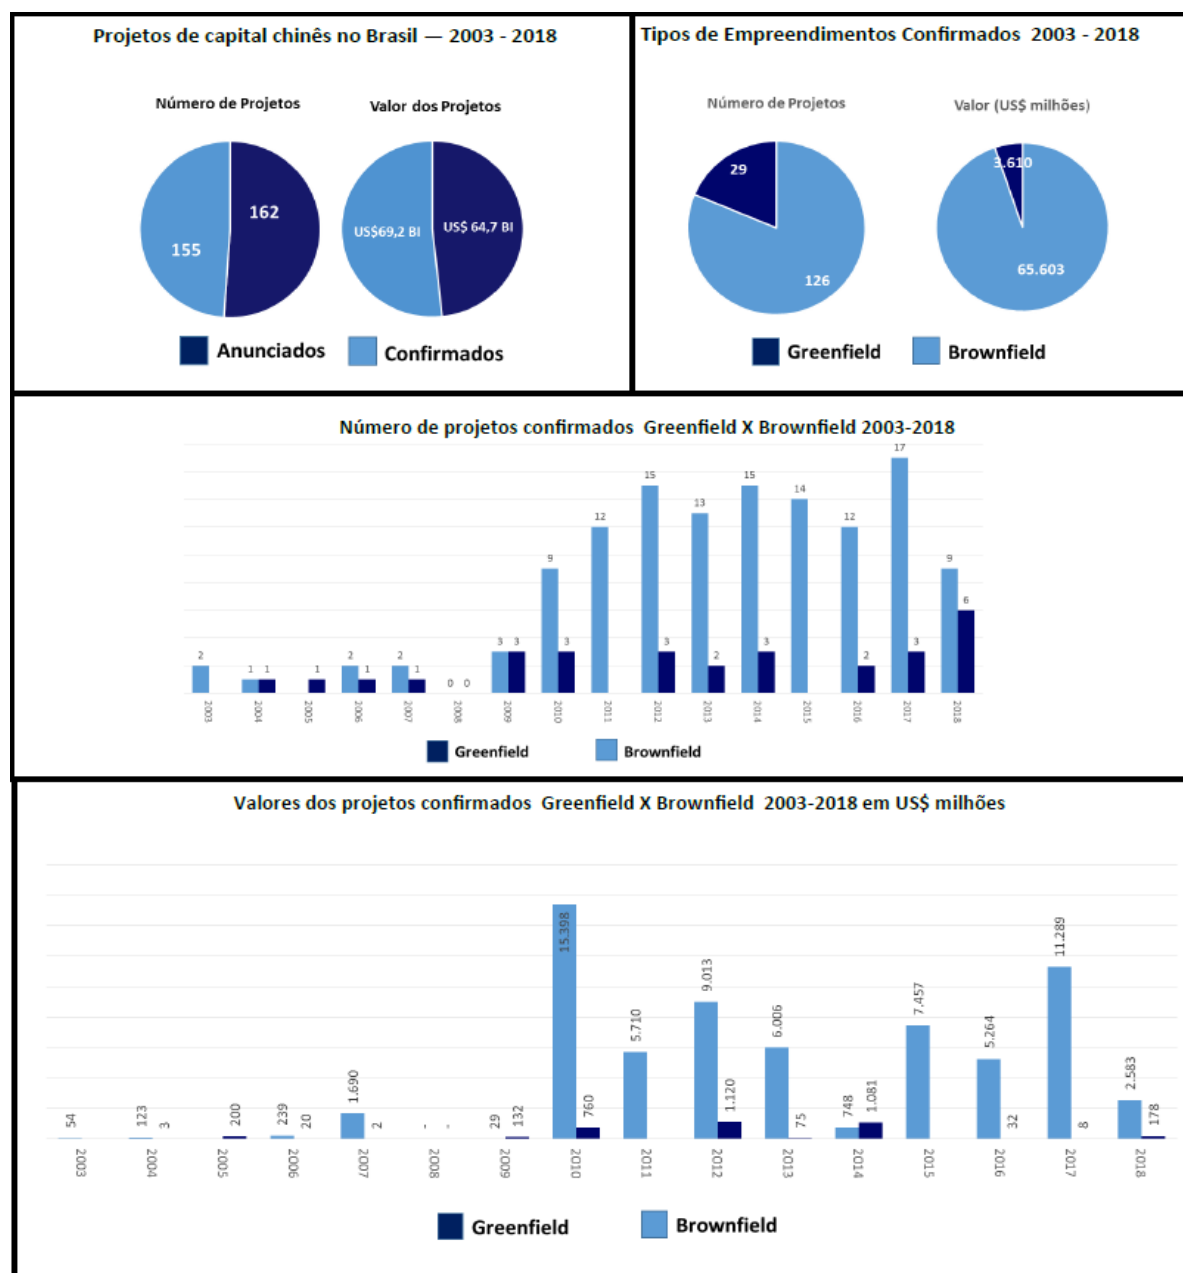 Projetos de capital chinês no Brasil — 2003 - 2018
Número de Projetos
Valor dos Projetos
162
155
US$69,2 BI
US$ 64,7 BI
Anunciados
Confirmados
Tipos de Empreendimentos Confirmados 2003 - 2018
Número de Projetos
Valor (US$ milhões)
29
126
3.610
65.603
Greenfield
Brownfield
Número de projetos confirmados Greenfield X Brownfield 2003-2018
2 1 1 1 2 1 2 1 0 0 3 3 9 3 12 15 3 13 2 15 3 14 12 2 17 3 9 6
2003 2004 2005 2006 2007 2008 2009 2010 2011 2012 2013 2014 2015 2016 2017 2018
Greenfield
Brownfield
Valores dos projetos confirmados Greenfield X Brownfield 2003-2018 em US$ milhões
54 123 3 200 239 20 1.690 2 - - 29 132 15.398 760 5.710 9.013 1.120 6.006 75 748 1.081 7.457 5.264 32 11.289 8 2.583 178
2003 2004 2005 2006 2007 2008 2009 2010 2011 2012 2013 2014 2015 2016 2017 2018
Greenfield
Brownfield